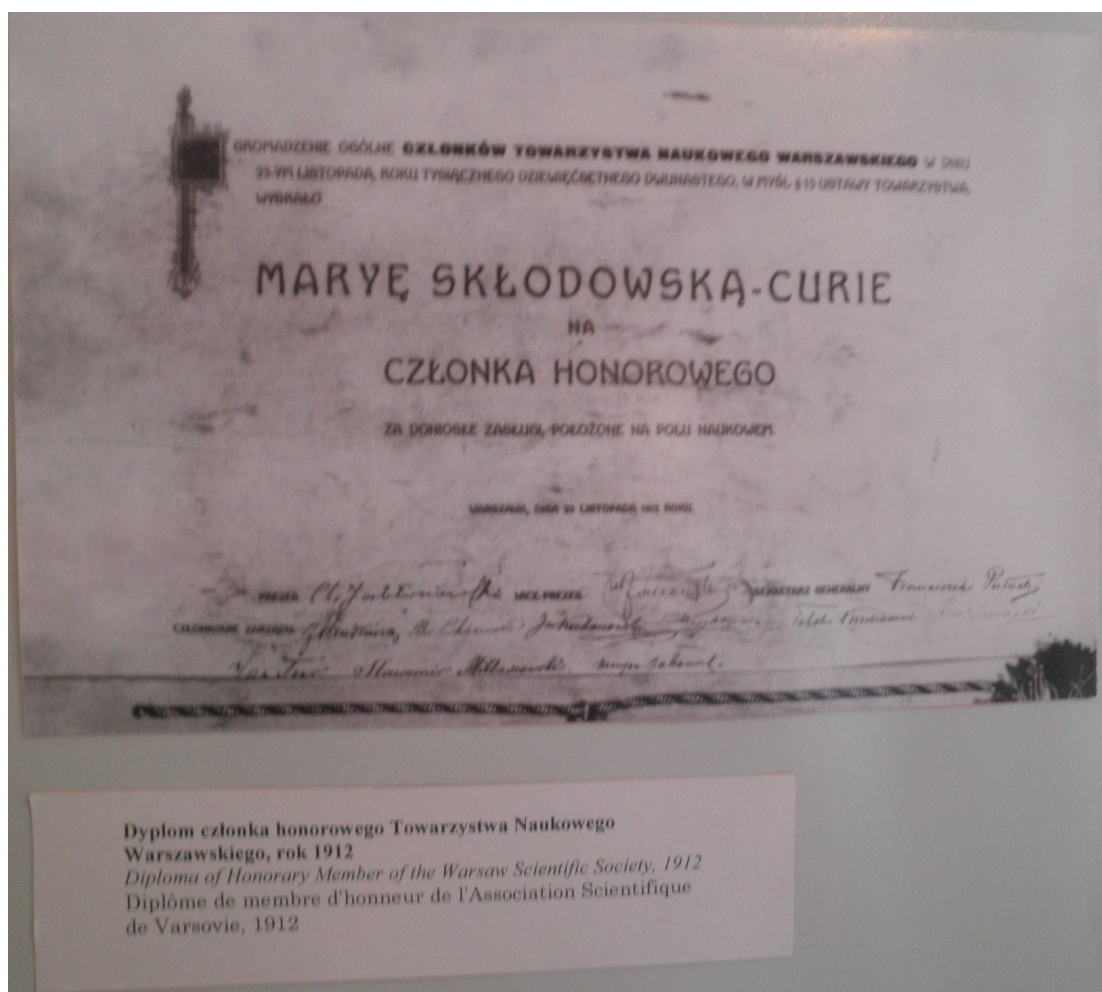 ZGROMADZENIE OGÓLNE CZŁONKÓW TOWARZYSTWA NAUKOWEGO WARSZAWSKIEGO W DNIU
LISTOPADA, ROKU TYSIĄCZNEGO DZIEWIĘĆSETNEGO DWUNASTEGO, W MYŚL § 15 USTAWY TOWARZYSTWA,
WYBRAŁO
MARYĘ SKŁODOWSKĄ-CURIE
NA
CZŁONKA HONOROWEGO
ZA DONIOSŁE ZASŁUGI, POŁOŻONE NA POLU NAUKOWEM.
WARSZAWA, DNIA LISTOPADA 1912 ROKU.
PREZES VICE-PREZES SEKRETARZ GENERALNY Franciszek
CZŁONKOWIE ZARZĄDU
Dyplom członka honorowego Towarzystwa Naukowego
Warszawskiego, rok 1912
Diploma of Honorary Member of the Warsaw Scientific Society, 1912
Diplôme de membre d'honneur de l'Association Scientifique
de Varsovie, 1912